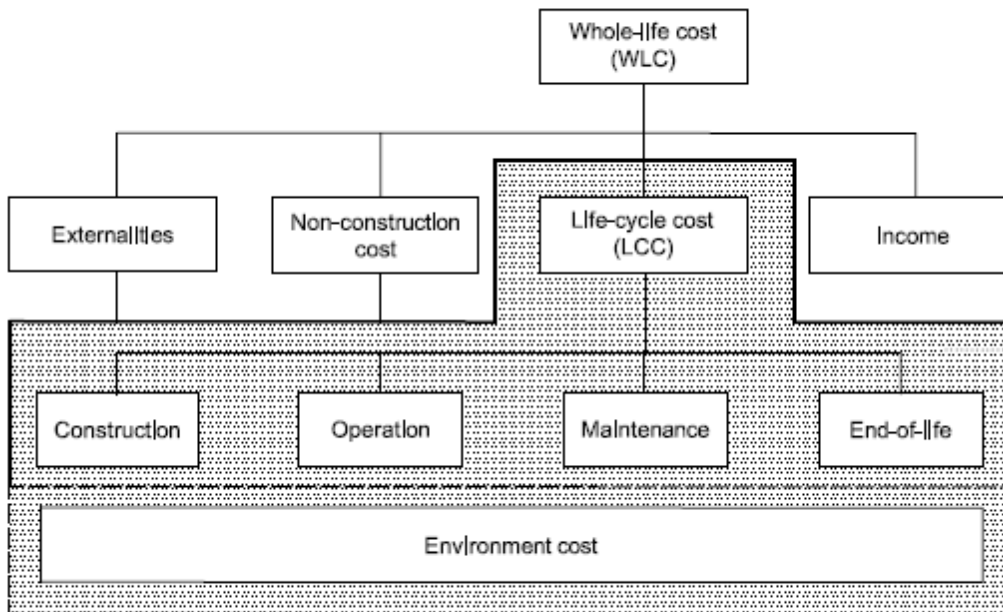 Whole-life cost
(WLC)
Externalities
Non-construction
cost
Life-cycle cost
(LCC)
Income
Construction
Operation
Maintenance
End-of-life
Environment cost